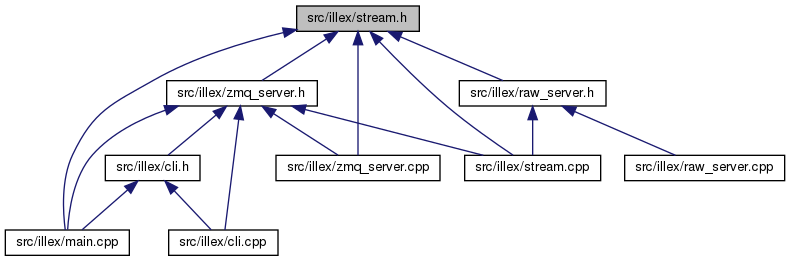 src/illex/stream.h
src/illex/zmq_server.h
src/illex/raw_server.h
src/illex/cli.h
src/illex/zmq_server.cpp
src/illex/stream.cpp
src/illex/raw_server.cpp
src/illex/main.cpp
src/illex/cli.cpp